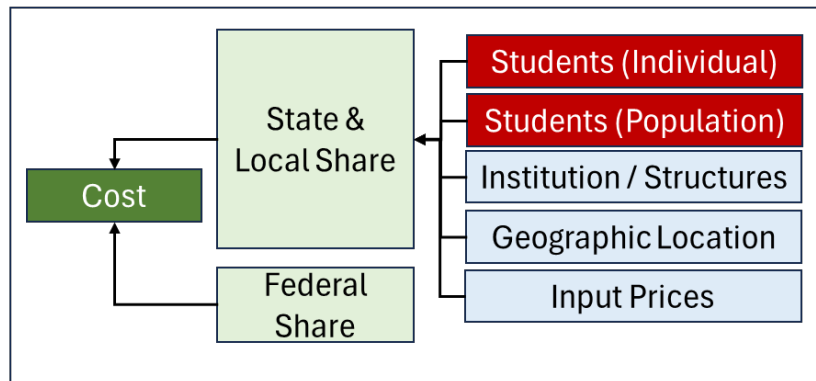 Cost
State &
Local Share
Federal
Share
Students (Individual)
Students (Population)
Institution / Structures
Geographic Location
Input Prices